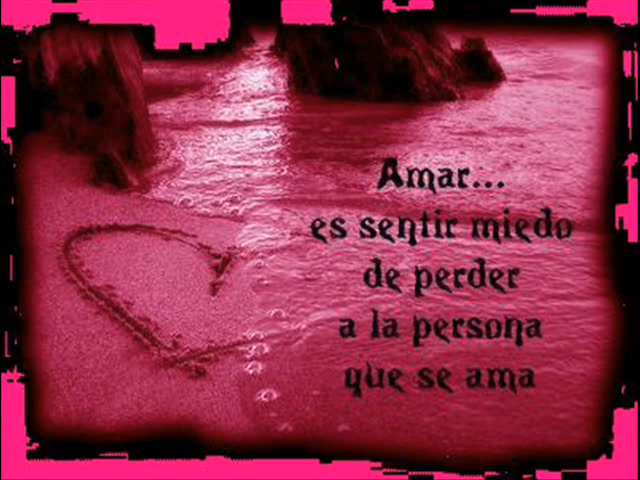 Amar...
es sentir miedo
de perder
a la persona
que se ama